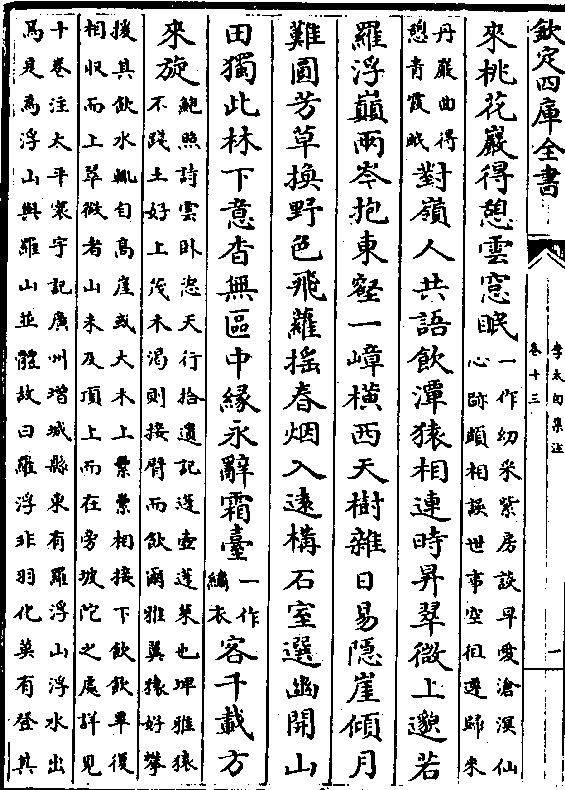 欽定四庫全書
李太白集注
卷十三
一
來桃花巖得憩雲窓眠
一作幼采紫房談早愛滄溟仙
心跡頗相誤世事空徂遷歸來
丹巖曲得
憩青霞眠
對嶺人共語飲潭猿相連時昇翠微上邈若
羅浮巔兩岑抱東壑一嶂橫西天樹雜日易隱崖傾月
難圓芳草換野色飛蘿搖春烟入遠構石室選幽開山
田獨此林下意杳無區中緣永辭霜臺
一作
繡衣
客千載方
來旋
鮑照詩雲卧恣天行拾遺記蓬壺蓬萊也埤雅猿
不踐土好上茂木渴則接臂而飲爾雅翼猿好攀
援其飲水輒自高崖或大木上纍纍相接下飲飲畢復
相収而上翠微者山未及頂上而在旁坡陀之處詳見
十卷注太平寰宇記廣州增城縣東有羅浮山浮水出
焉是爲浮山與羅山並體故曰羅浮非羽化莫有登其